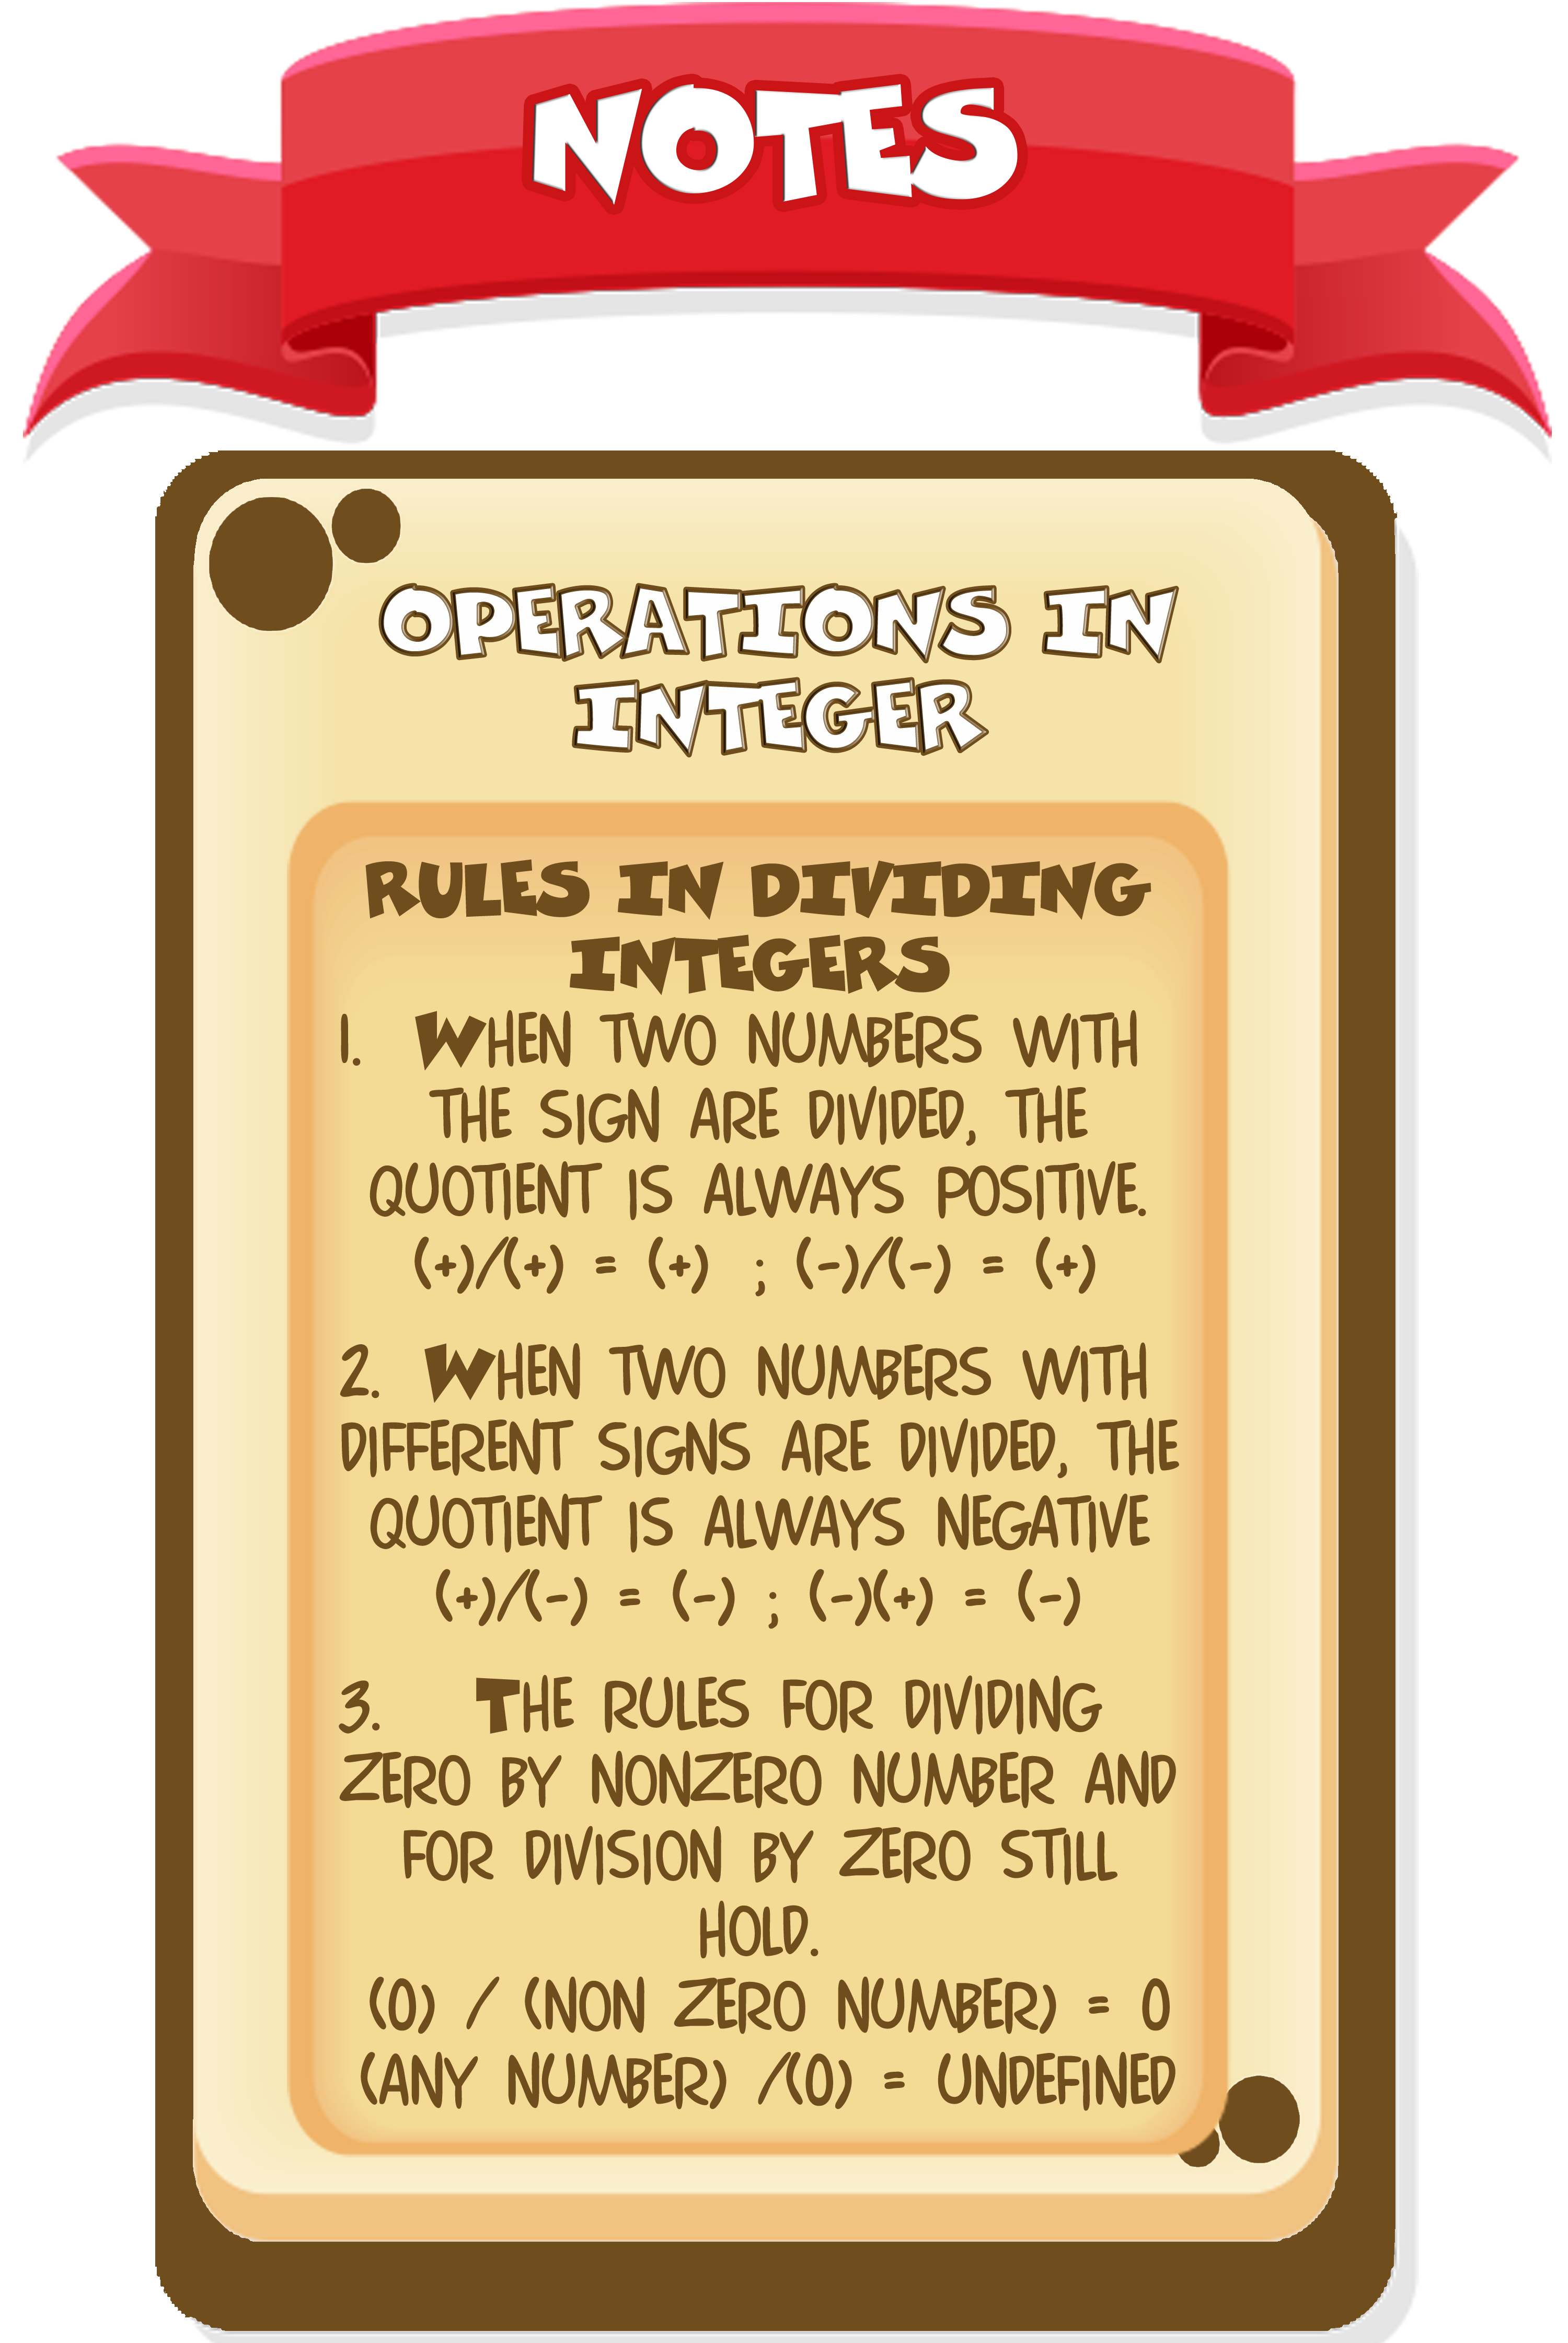 NOTES
OPERATIONS IN
INTEGER
RULES IN DIVIDING
INTEGERS
1. WHEN TWO NUMBERS WITH
THE SIGN ARE DIVIDED, THE
QUOTIENT IS ALWAYS POSITIVE.
(+)/(+) = (+) ; (-)/(-) = (+)
2. WHEN TWO NUMBERS WITH
DIFFERENT SIGNS ARE DIVIDED, THE
QUOTIENT IS ALWAYS NEGATIVE
(+)/(-) = (-) ; (-)(+) = (-)
3. THE RULES FOR DIVIDING
ZERO BY NONZERO NUMBER AND
FOR DIVISION BY ZERO STILL
HOLD.
(0) / (NON ZERO NUMBER) = 0
(ANY NUMBER) /(0) = UNDEFINED